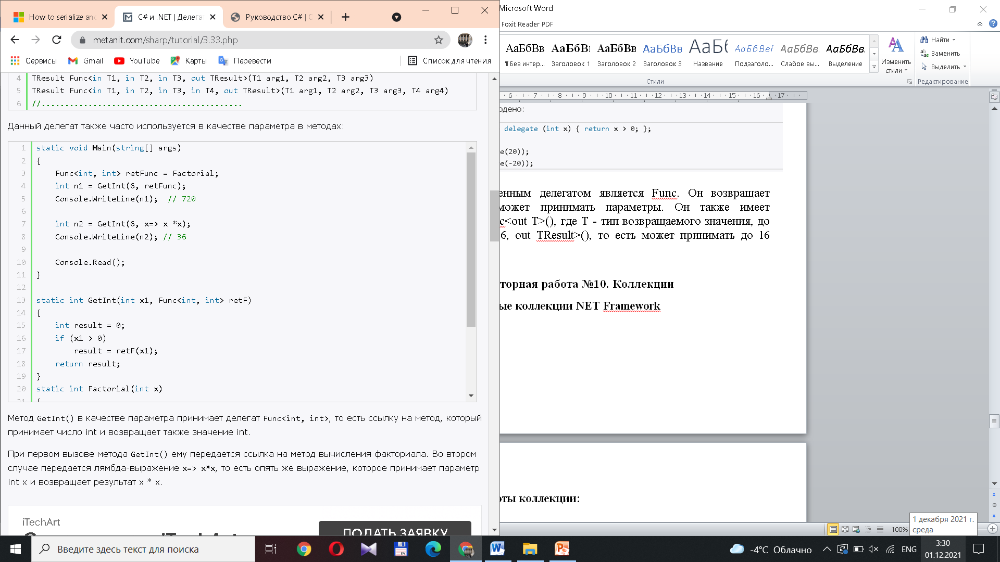 How to serialize an
C# и .NET | Делега
Руководство C# | С
metanit.com/sharp/tutorial/3.33.php
Сервисы
Gmail
YouTube
Карты
Перевести
Список для чтения
4 TResult Func<in T1, in T2, in T3, out TResult>(T1 arg1, T2 arg2, T3 arg3)
5 TResult Func<in T1, in T2, in T3, in T4, out TResult>(T1 arg1, T2 arg2, T3 arg3, T4 arg4)
6 //...........................................
Данный делегат также часто используется в качестве параметра в методах:
1 static void Main(string[] args)
2 {
3 Func<int, int> retFunc = Factorial;
4 int n1 = GetInt(6, retFunc);
5 Console.WriteLine(n1); // 720
6
7 int n2 = GetInt(6, x=> x *x);
8 Console.WriteLine(n2); // 36
9
10 Console.Read();
11 }
12
13 static int GetInt(int x1, Func<int, int> retF)
14 {
15 int result = 0;
16 if (x1 > 0)
17 result = retF(x1);
18 return result;
19 }
20 static int Factorial(int x)
21 {
Метод GetInt() в качестве параметра принимает делегат Func<int, int>, то есть ссылку на метод, который
принимает число int и возвращает также значение int.
При первом вызове метода GetInt() ему передается ссылка на метод вычисления факториала. Во втором
случае передается лямбда-выражение x=> x*x, то есть опять же выражение, которое принимает параметр
int x и возвращает результат x * x.
iTechArt
iTechArt
ПОДАТЬ ЗАЯВКУ
Microsoft Word
Foxit Reader PDF
АаБбВв
АаБбВ
АаБбВв
АаБбВв
АаБ
АаБбВ
АаБбВв
АаБбВв
¶ Без интер...
Заголовок 1
Заголовок 2
Заголовок 3
Название
Подзаголо...
Слабое вы...
Выделение
Изменить
стили
Найти
Заменить
Выделить
Стили
Редактирование
6 7 8 9 10 11 12 13 14 15 16 17
одено:
delegate (int x) { return x > 0; };
e(20));
e(-20));
енным делегатом является Func. Он возвращает
может принимать параметры. Он также имеет
c<out T>(), где T - тип возвращаемого значения, до
6, out TResult>(), то есть может принимать до 16
торная работа №10. Коллекции
ые коллекции NET Framework
оты коллекции:
100%
1 декабря 2021 г.
среда
Введите здесь текст для поиска
-4°C Облачно
ENG
3:30
01.12.2021